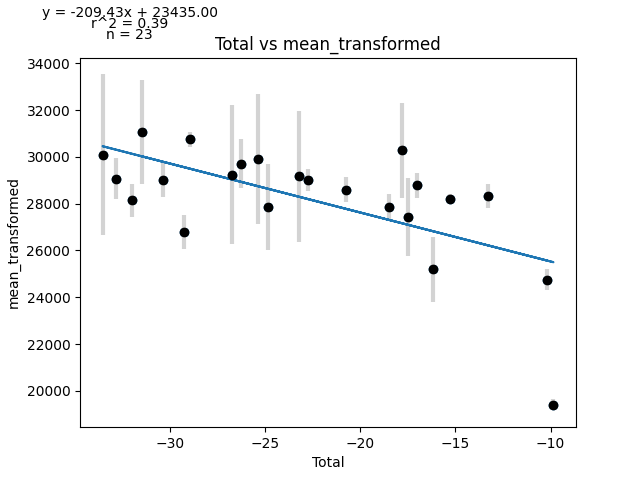 y = -209.43x + 23435.00
r^2 = 0.39
n = 23
Total vs mean_transformed
34000
32000
30000
28000
26000
24000
22000
20000
mean_transformed
−30
−25
−20
−15
−10
Total